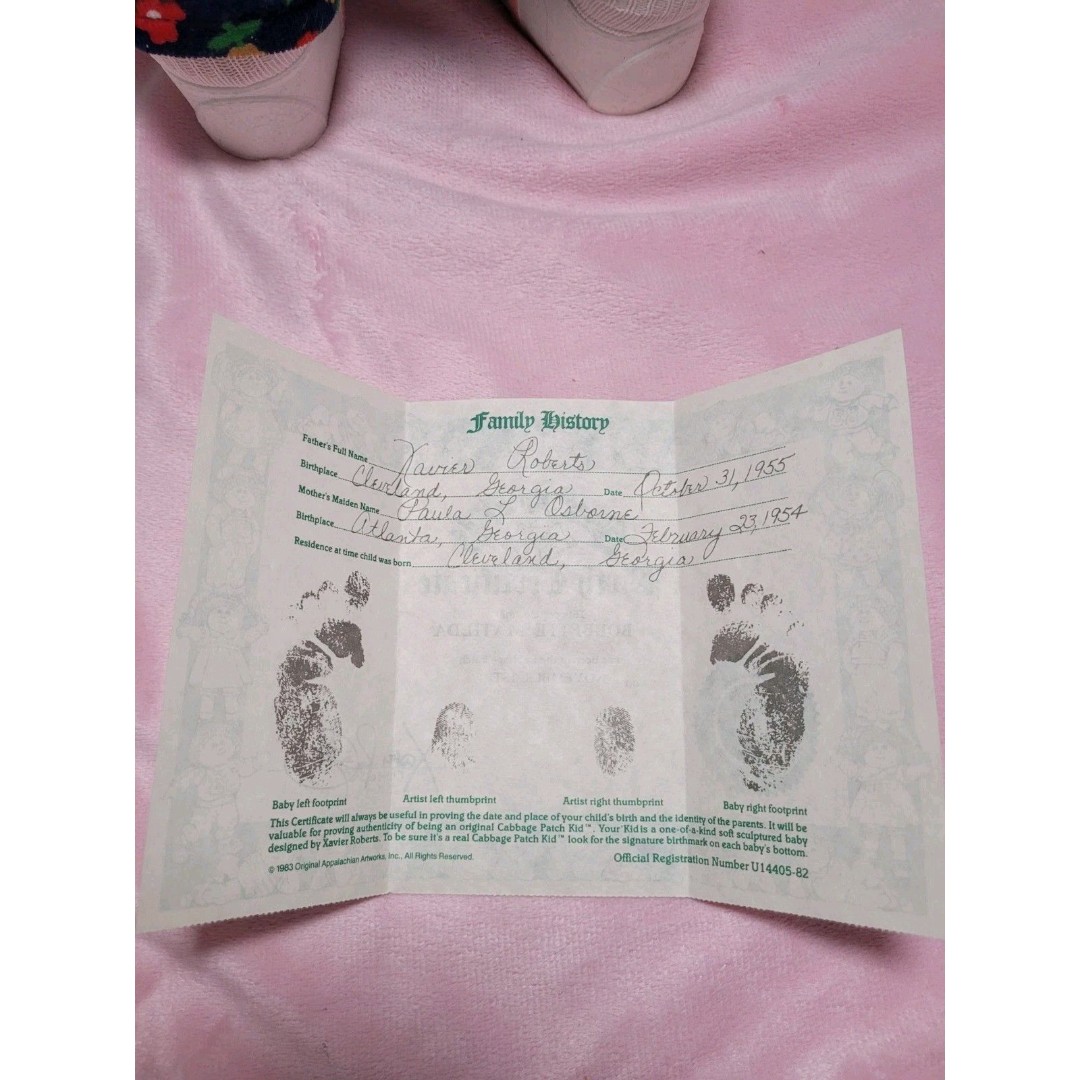 Family History
Father's Full Name Xavier Roberts
Birthplace Cleveland, Georgia Date October 31, 1955
Mother's Maiden Name Paula L Osborne
Birthplace Atlanta, Georgia Date February 23, 1954
Residence at time child was born Cleveland, Georgia
Baby left footprint Artist left thumbprint Artist right thumbprint Baby right footprint
This Certificate will always be useful in proving the date and place of your child's birth and the identity of the parents. It will be
valuable for proving authenticity of being an original Cabbage Patch Kid™. Your Kid is a one-of-a-kind soft sculptured baby
designed by Xavier Roberts. To be sure it's a real Cabbage Patch Kid™ look for the signature birthmark on each baby's bottom.
© 1983 Original Appalachian Artworks, Inc., All Rights Reserved. Official Registration Number U14405-82